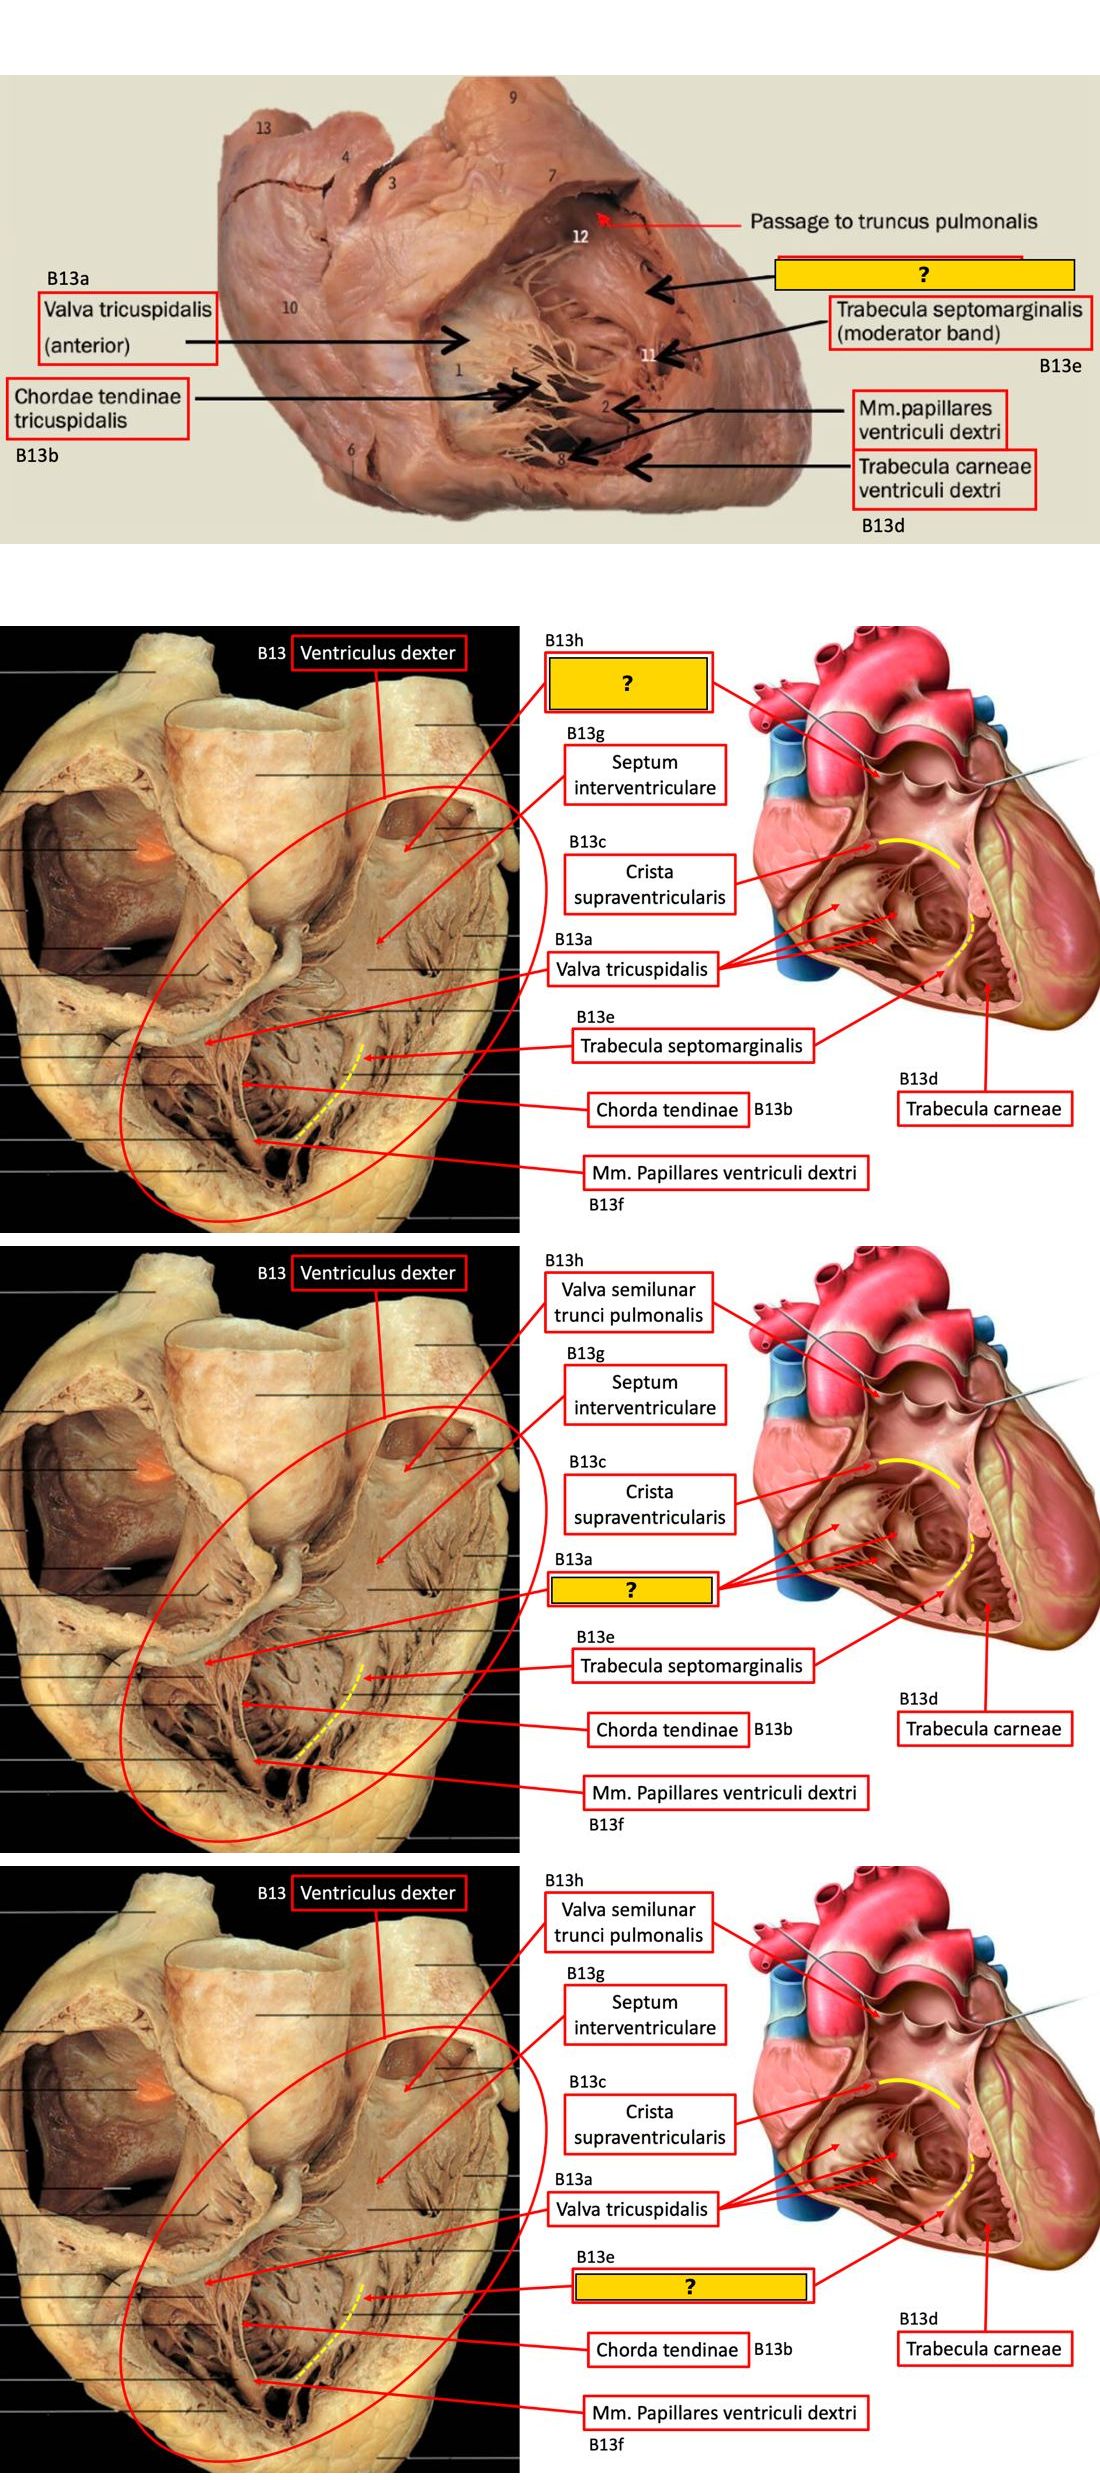 13
9
4
3
7
Passage to truncus pulmonalis
12
?
B13a
Valva tricuspidalis
(anterior)
10
Trabecula septomarginalis
(moderator band)
11
B13e
1
5
Chordae tendinae
tricuspidalis
B13b
2
Mm.papillares
ventriculi dextri
6
8
Trabecula carneae
ventriculi dextri
B13d
B13 Ventriculus dexter
B13h
?
B13g
Septum
interventriculare
B13c
Crista
supraventricularis
B13a
Valva tricuspidalis
B13e
Trabecula septomarginalis
B13d
Trabecula carneae
Chorda tendinae B13b
Mm. Papillares ventriculi dextri
B13f
B13 Ventriculus dexter
B13h
Valva semilunar
trunci pulmonalis
B13g
Septum
interventriculare
B13c
Crista
supraventricularis
B13a
?
B13e
Trabecula septomarginalis
B13d
Trabecula carneae
Chorda tendinae B13b
Mm. Papillares ventriculi dextri
B13f
B13 Ventriculus dexter
B13h
Valva semilunar
trunci pulmonalis
B13g
Septum
interventriculare
B13c
Crista
supraventricularis
B13a
Valva tricuspidalis
B13e
?
B13d
Trabecula carneae
Chorda tendinae B13b
Mm. Papillares ventriculi dextri
B13f